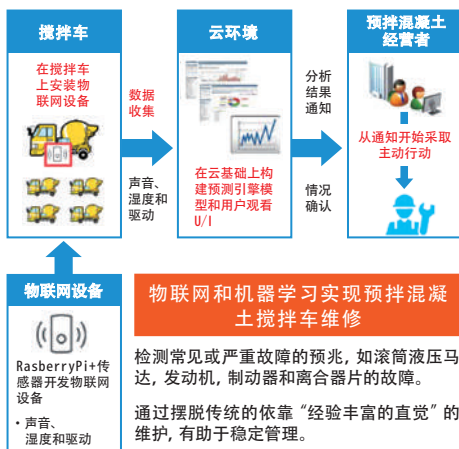 搅拌车
在搅拌车
上安装物
联网设备
数据
收集
声音、
湿度和
驱动
云环境
在云基础上构
建预测引擎模
型和用户观看
U/I
分析
结果
通知
情况
确认
预拌混凝土
经营者
从通知开始采取
主动行动
物联网设备
RasberryPi+传
感器开发物联网
设备
・声音、
湿度和驱动
物联网和机器学习实现预拌混凝
土搅拌车维修
检测常见或严重故障的预兆, 如滚筒液压马
达, 发动机, 制动器和离合器片的故障。
通过摆脱传统的依靠 “经验丰富的直觉” 的
维护, 有助于稳定管理。